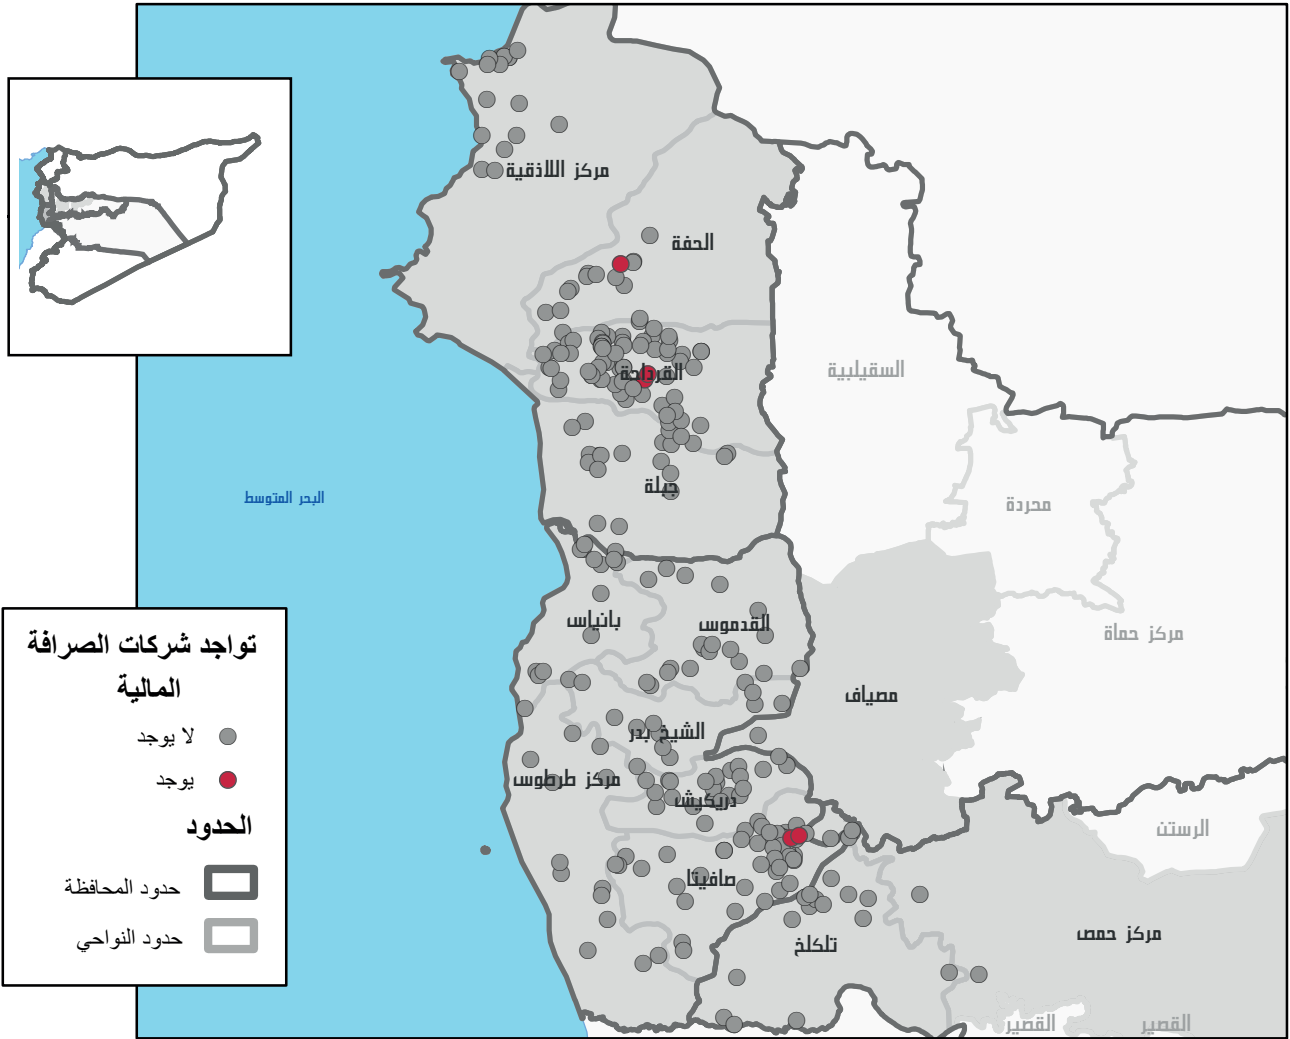 مركز اللاذقية
الحفة
القرداحة
السقيلبية
محردة
جبلة
البحر المتوسط
بانياس
القدموس
مركز حماة
مصياف
الشيخ بدر
مركز طرطوس
دريكيش
الرستن
صافيتا
مركز حمص
تلكلخ
القصير
القصير
تواجد شركات الصرافة
المالية
لا يوجد
يوجد
الحدود
حدود المحافظة
حدود النواحي